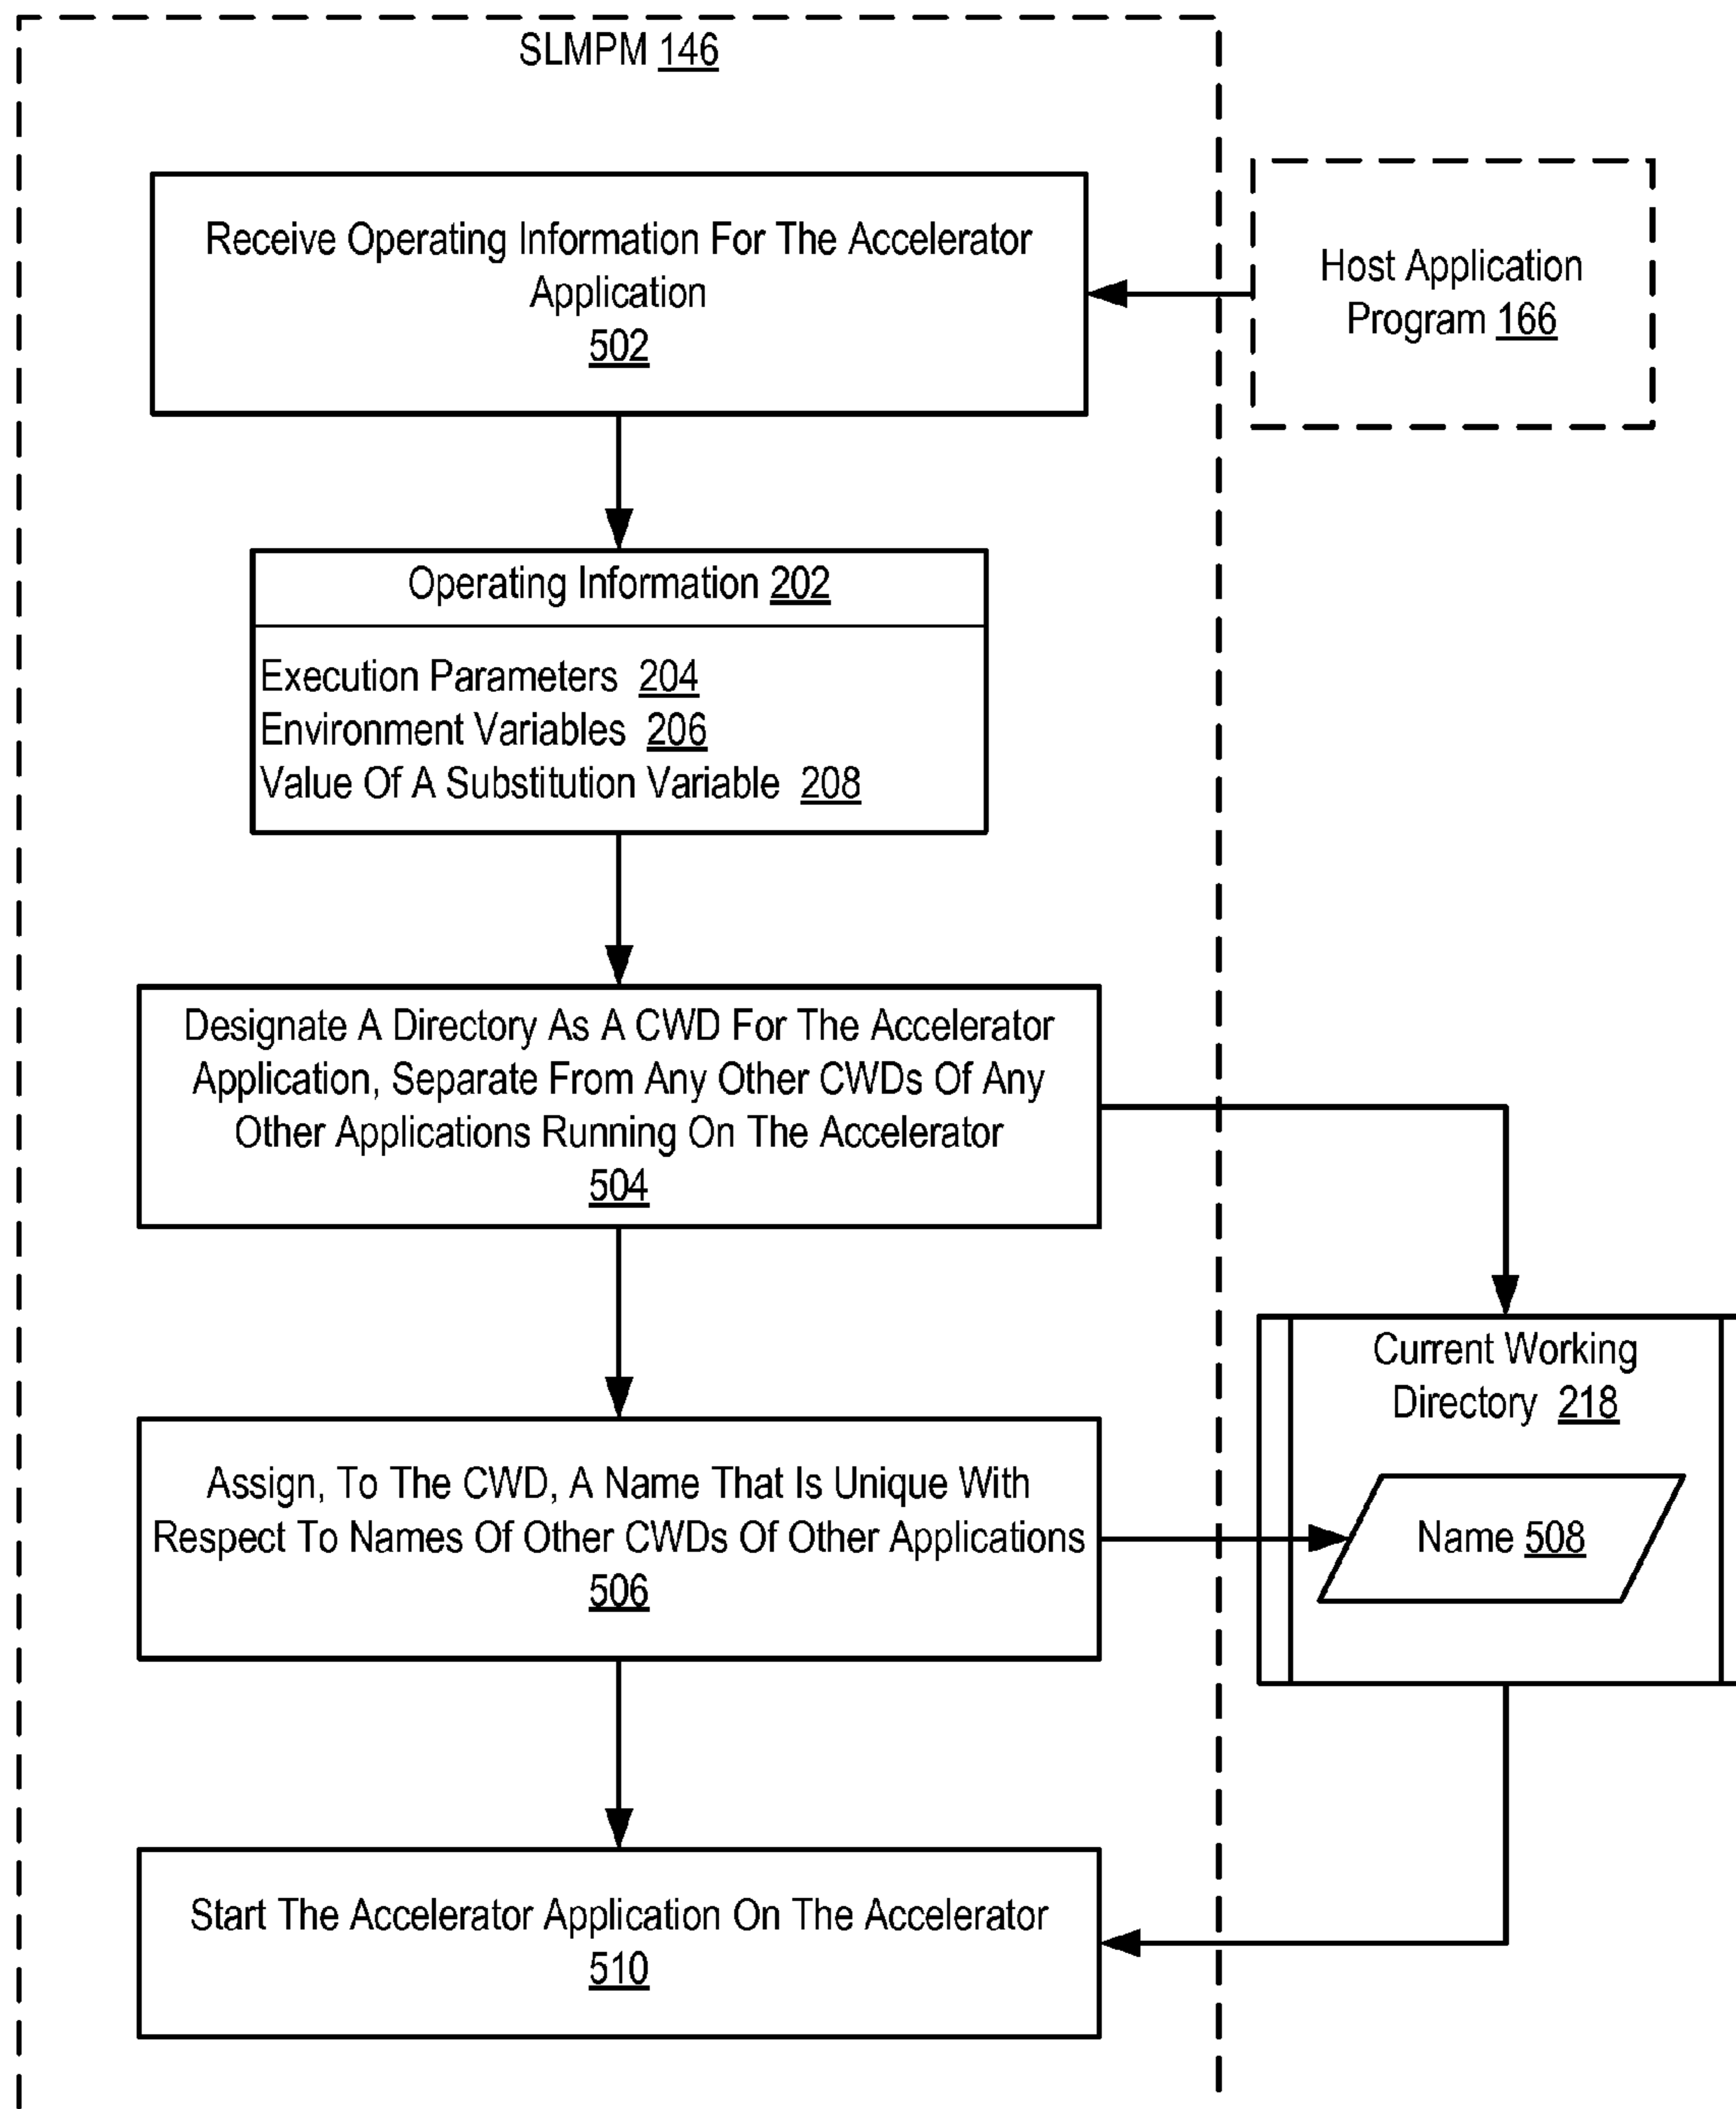 SLMPM 146
Receive Operating Information For The Accelerator
Application
502
Host Application
Program 166
Operating Information 202
Execution Parameters 204
Environment Variables 206
Value Of A Substitution Variable 208
Designate A Directory As A CWD For The Accelerator
Application, Separate From Any Other CWDs Of Any
Other Applications Running On The Accelerator
504
Current Working
Directory 218
Assign, To The CWD, A Name That Is Unique With
Respect To Names Of Other CWDs Of Other Applications
506
Name 508
Start The Accelerator Application On The Accelerator
510